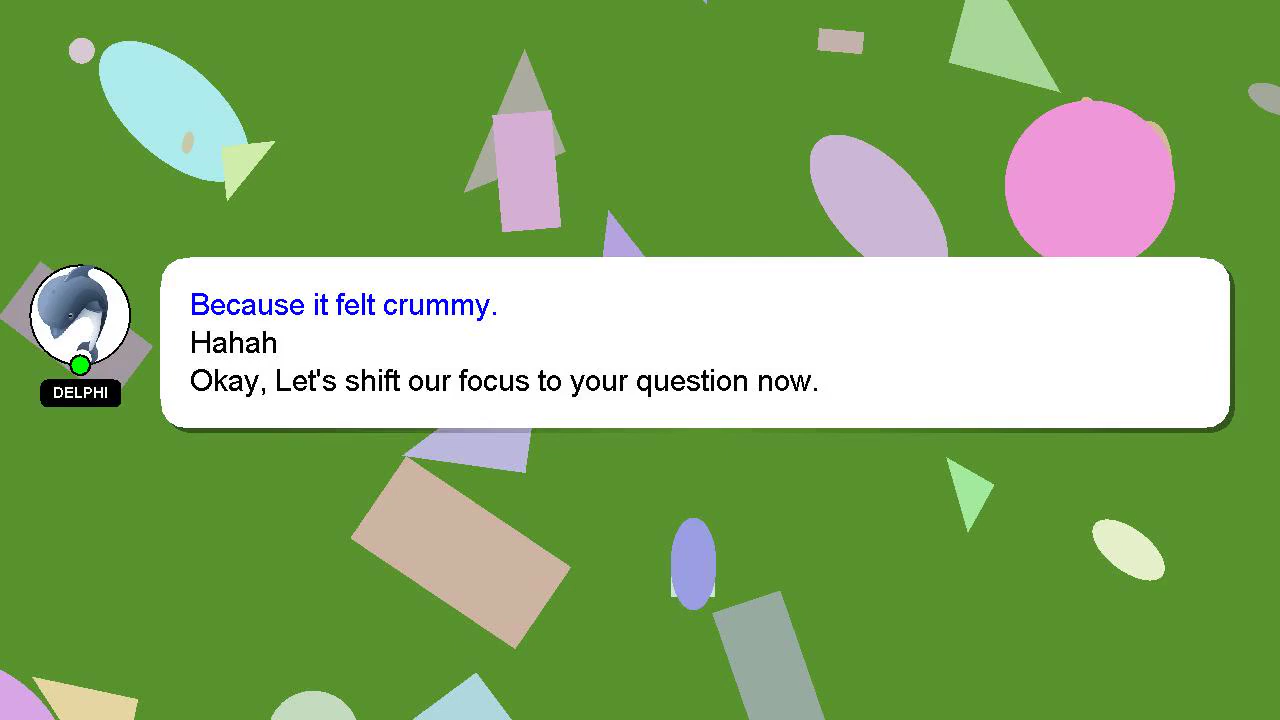 Because it felt crummy.
Hahah
Okay, Let's shift our focus to your question now.
DELPHI